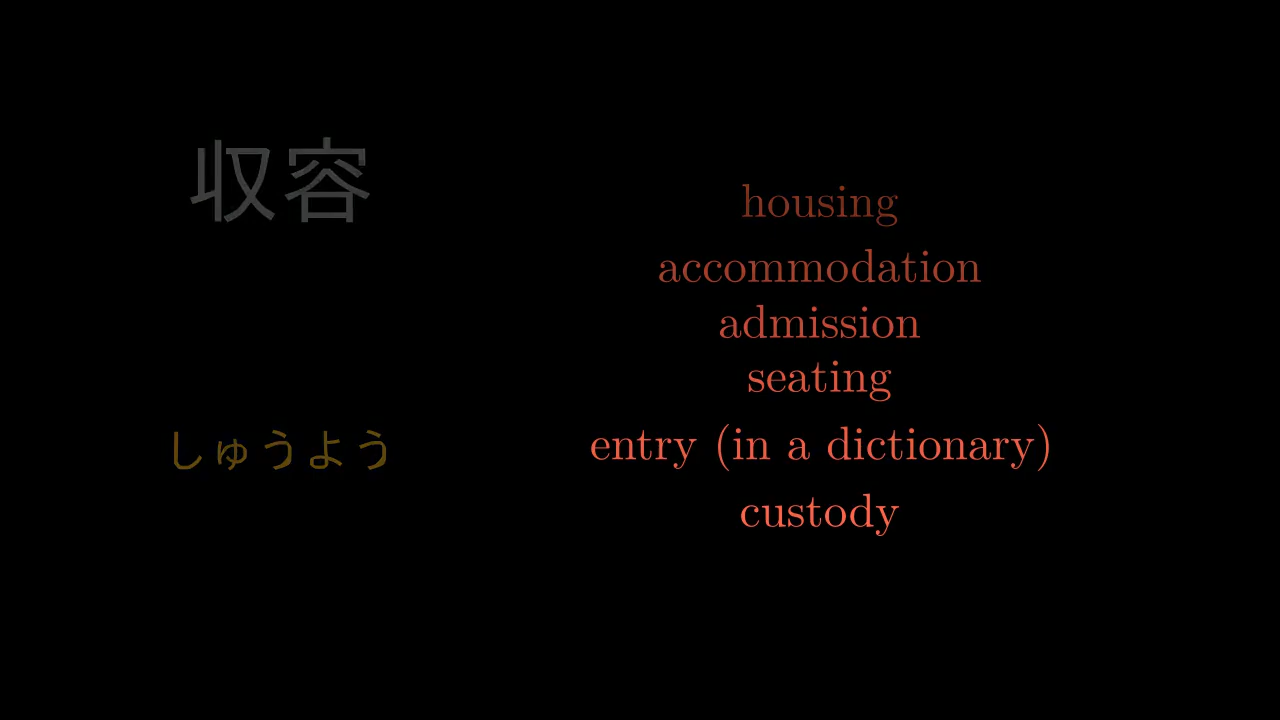 収容
しゅうよう
housing
accommodation
admission
seating
entry (in a dictionary)
custody